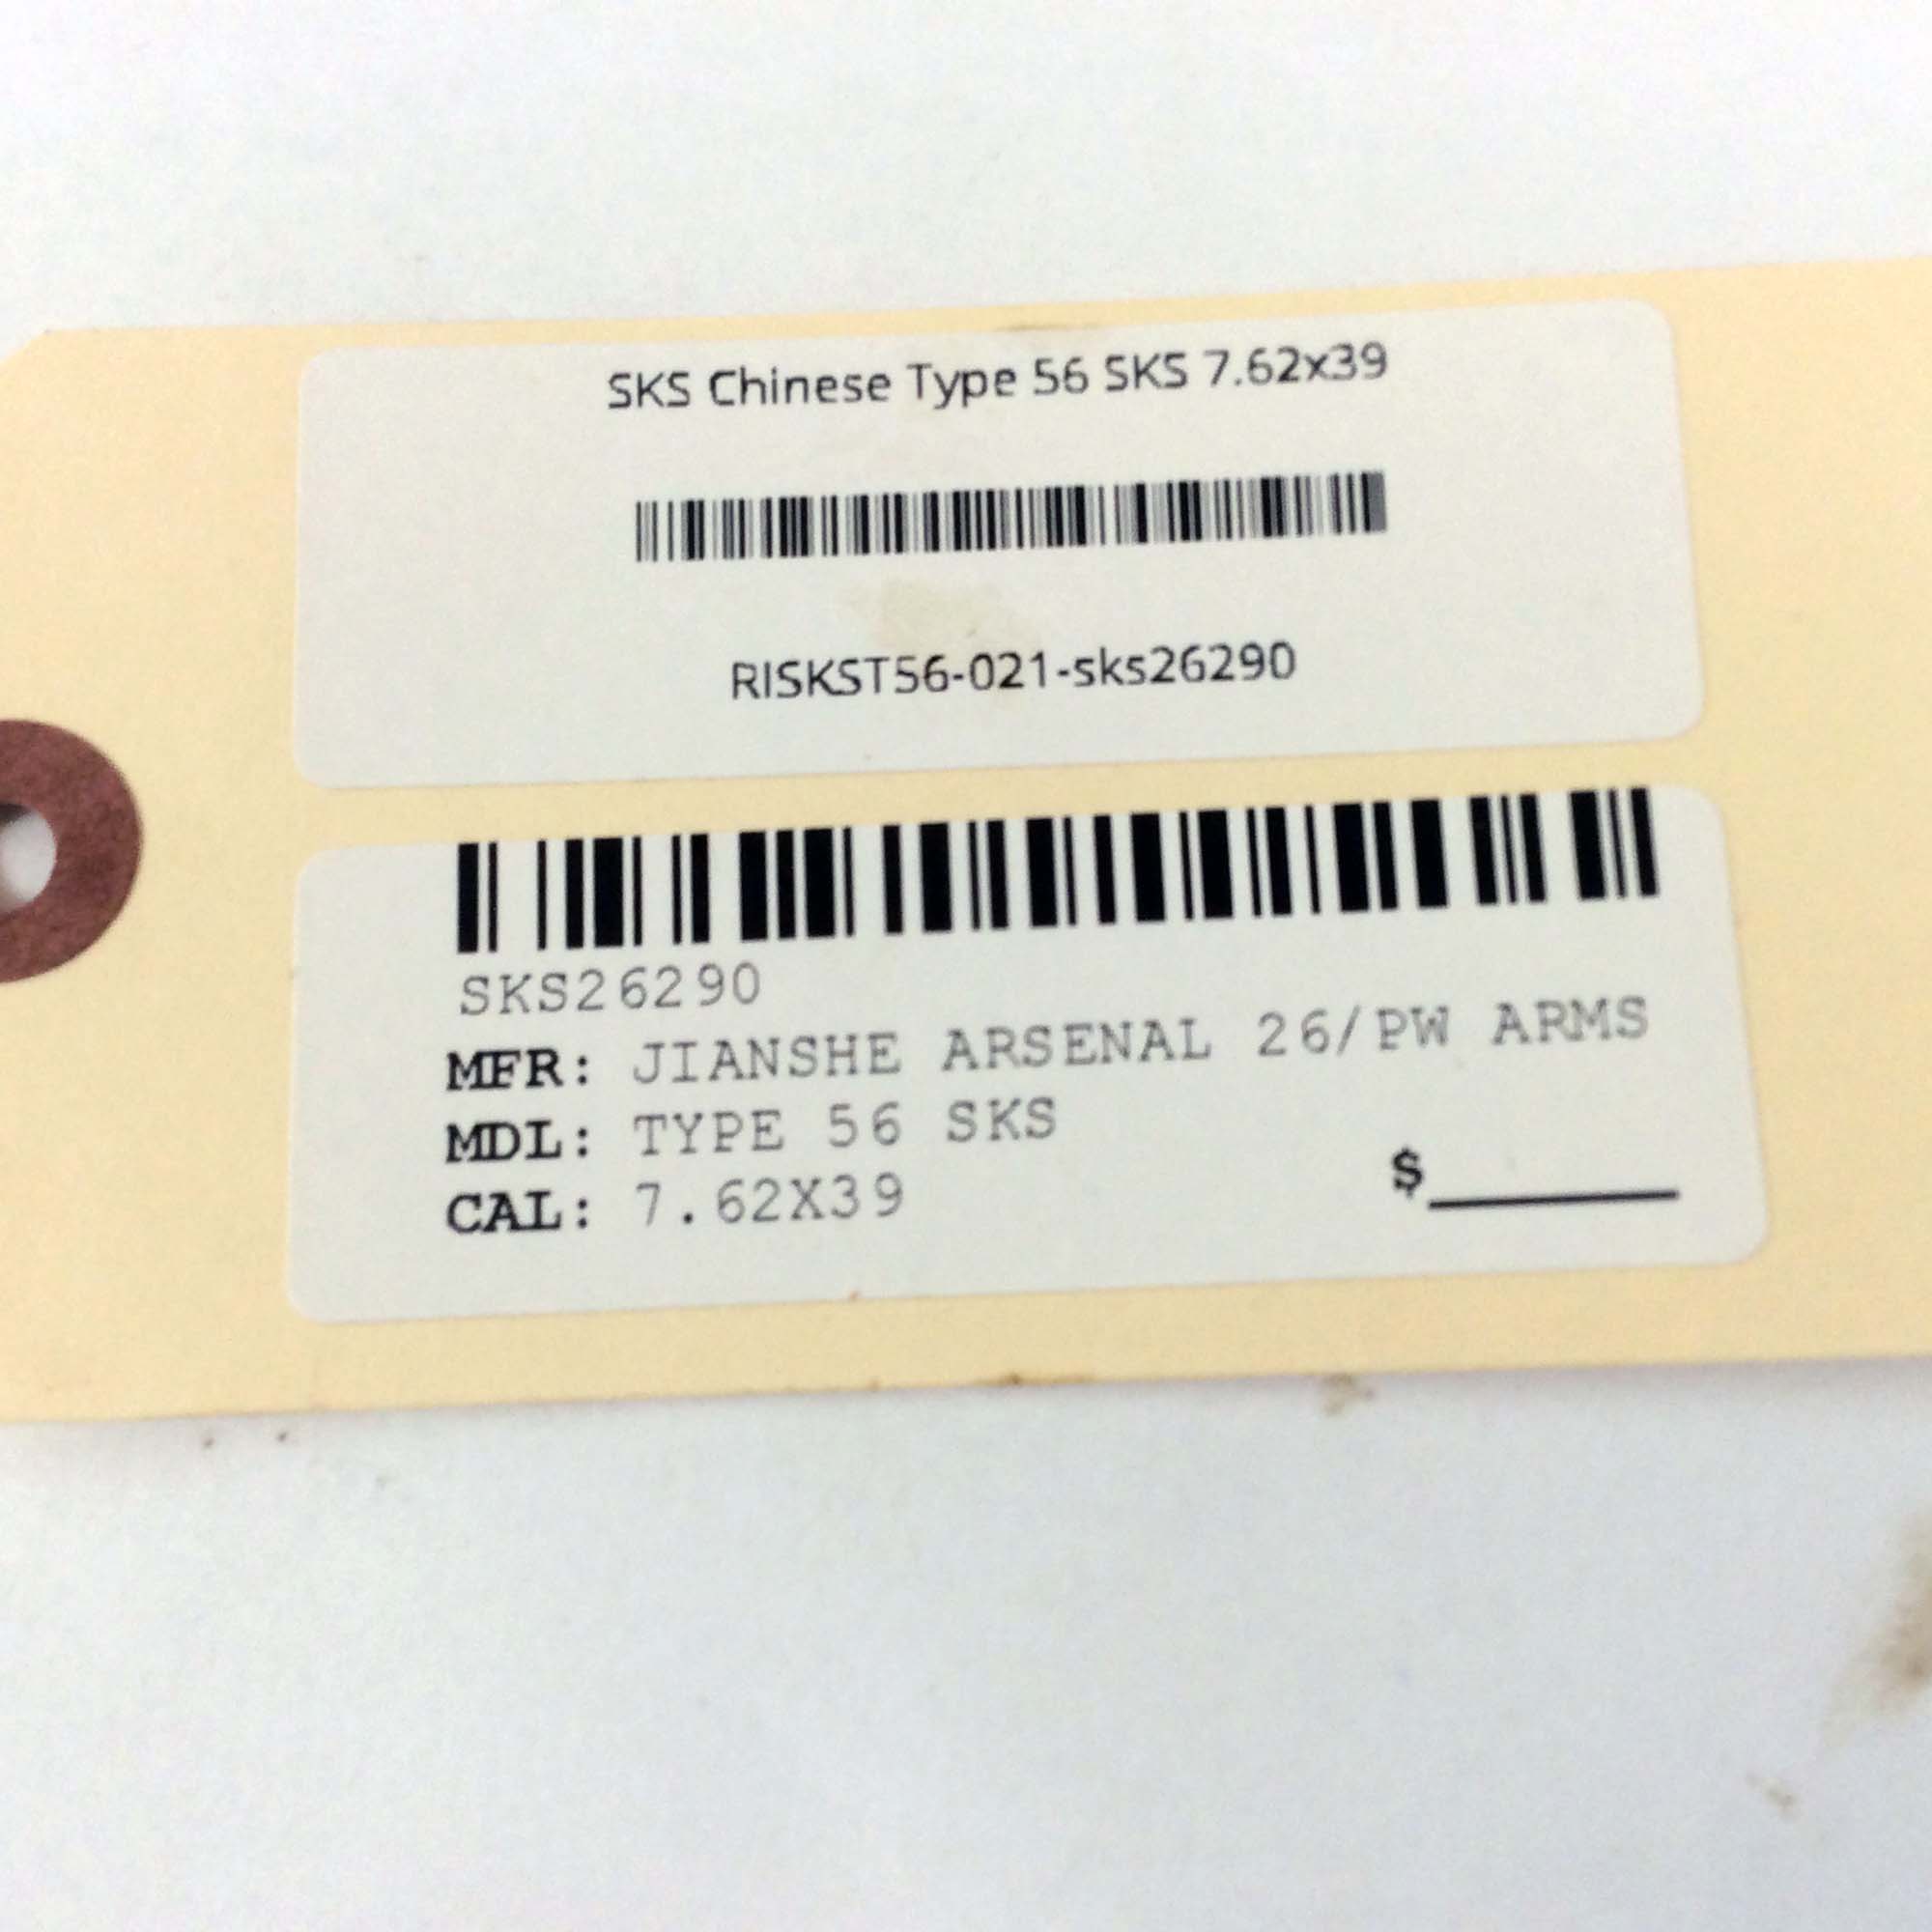 SKS Chinese Type 56 SKS 7.62x39
RISKST56-021-sks26290
SKS26290
MFR: JIANSHE ARSENAL 26/PW ARMS
MDL: TYPE 56 SKS
CAL: 7.62X39
$______